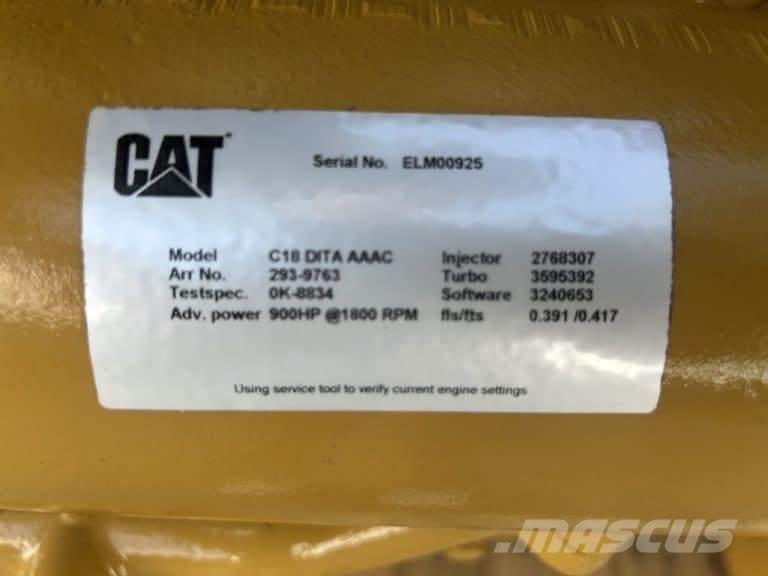 CAT
Serial No. ELM00925
Model C18 DITA AAAC Injector 2768307
Arr No. 293-9763 Turbo 3595392
Testspec. 0K-8834 Software 3240653
Adv. power 900HP @1800 RPM fls/fts 0.391 /0.417
Using service tool to verify current engine settings
MASCUS